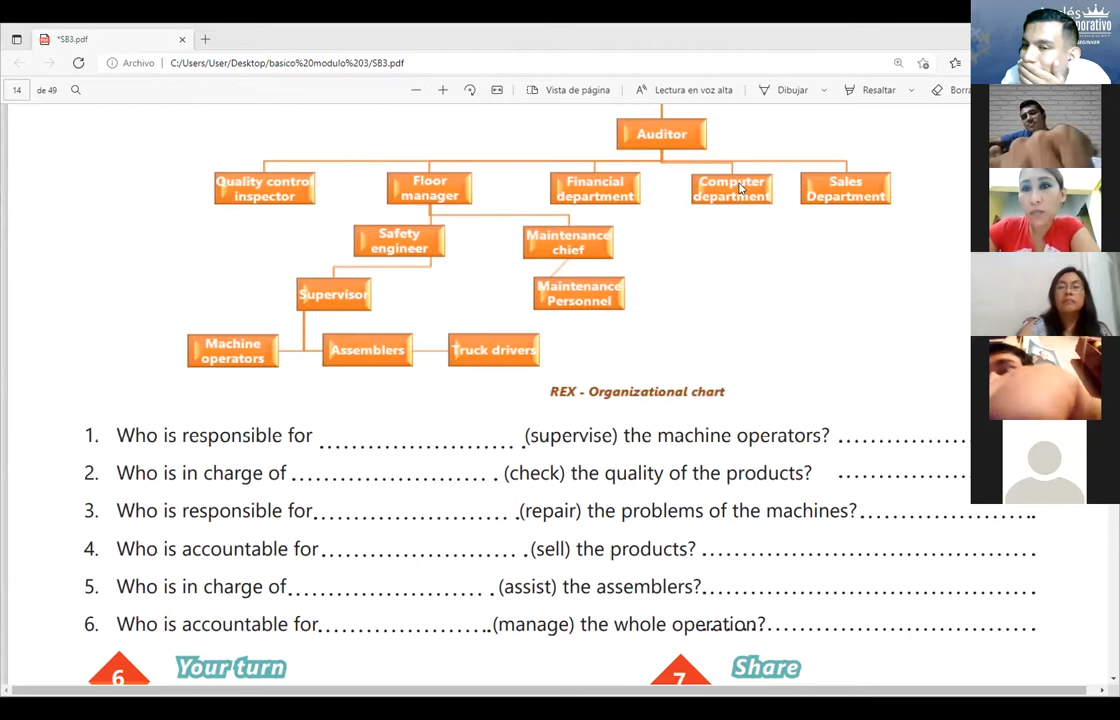 *SB3.pdf
Archivo C:/Users/User/Desktop/basico%20modulo%203/SB3.pdf
14 de 49 Vista de página Lectura en voz alta Dibujar Resaltar
Auditor
Quality control inspector
Floor manager
Financial department
Computer department
Sales Department
Safety engineer
Maintenance chief
Supervisor
Maintenance Personnel
Machine operators
Assemblers
Truck drivers
REX - Organizational chart
1. Who is responsible for .......................... (supervise) the machine operators? ..................
2. Who is in charge of ........................... (check) the quality of the products? ..................
3. Who is responsible for.......................... (repair) the problems of the machines?.......................
4. Who is accountable for.......................... (sell) the products? .............................................
5. Who is in charge of........................... (assist) the assemblers?.............................................
6. Who is accountable for.......................(manage) the whole operation?....................................
6 Your turn
7 Share
BEGINNER